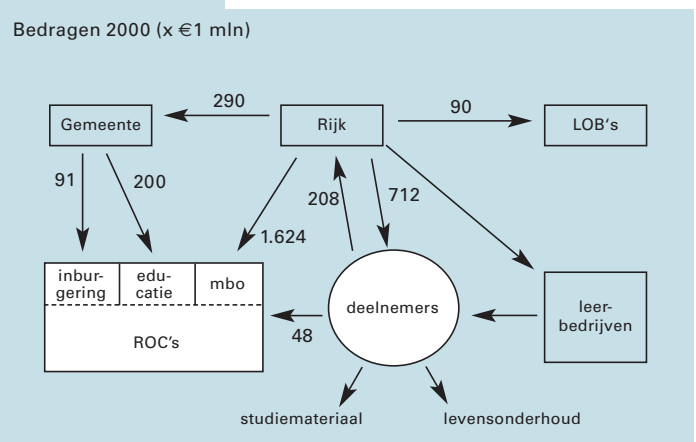 Bedragen 2000 (x €1 mln)
290
90
Gemeente
Rijk
LOB's
91
200
208
712
1.624
inbur-
gering
edu-
catie
mbo
deelnemers
leer-
bedrijven
ROC's
48
studiemateriaal
levensonderhoud